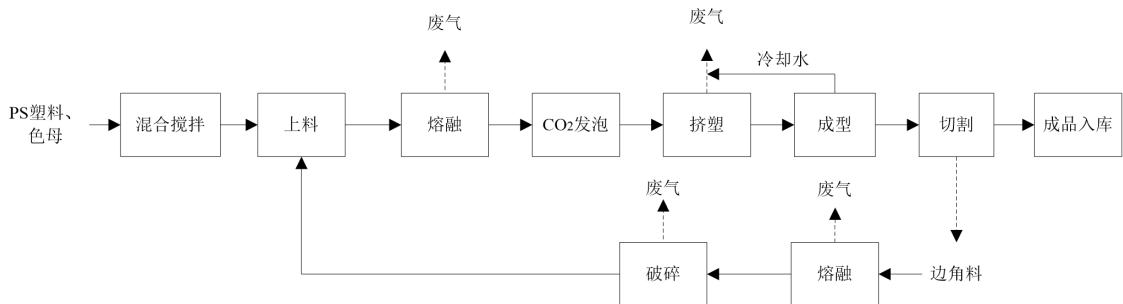 废气
废气
冷却水
PS塑料、
色母
混合搅拌
上料
熔融
CO₂发泡
挤塑
成型
切割
成品入库
废气
废气
破碎
熔融
边角料